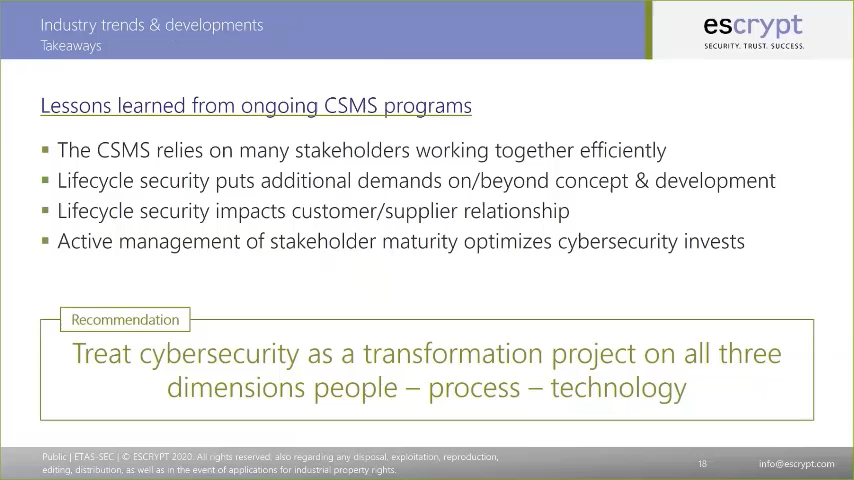 Industry trends & developments
Takeaways
escrypt
SECURITY. TRUST. SUCCESS.
Lessons learned from ongoing CSMS programs
▪ The CSMS relies on many stakeholders working together efficiently
▪ Lifecycle security puts additional demands on/beyond concept & development
▪ Lifecycle security impacts customer/supplier relationship
▪ Active management of stakeholder maturity optimizes cybersecurity invests
Recommendation
Treat cybersecurity as a transformation project on all three
dimensions people – process – technology
Public | ETAS-SEC | © ESCRYPT 2020. All rights reserved, also regarding any disposal, exploitation, reproduction,
editing, distribution, as well as in the event of applications for industrial property rights.
18
info@escrypt.com